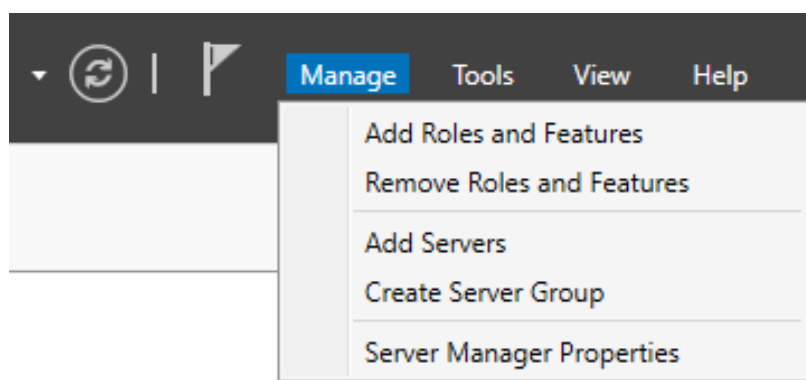 Manage Tools View Help
Add Roles and Features
Remove Roles and Features
Add Servers
Create Server Group
Server Manager Properties